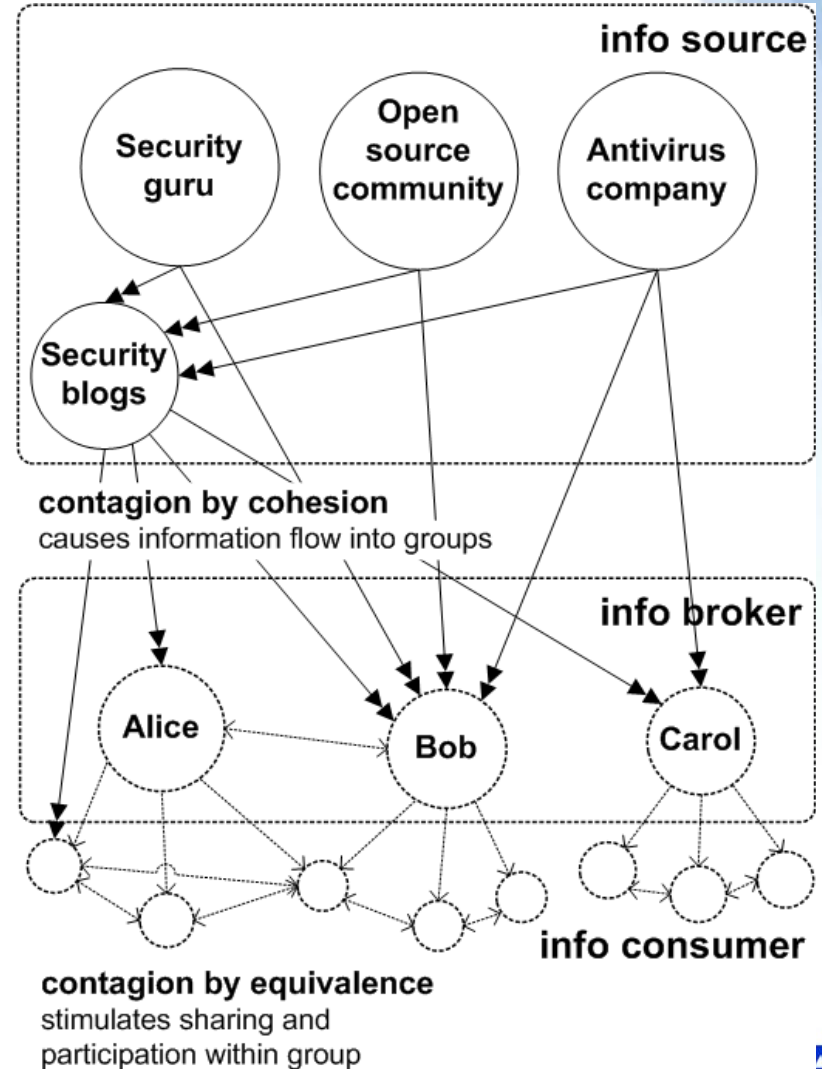 info source
Security
guru
Open
source
community
Antivirus
company
Security
blogs
contagion by cohesion
causes information flow into groups
info broker
Alice
Bob
Carol
info consumer
contagion by equivalence
stimulates sharing and
participation within group